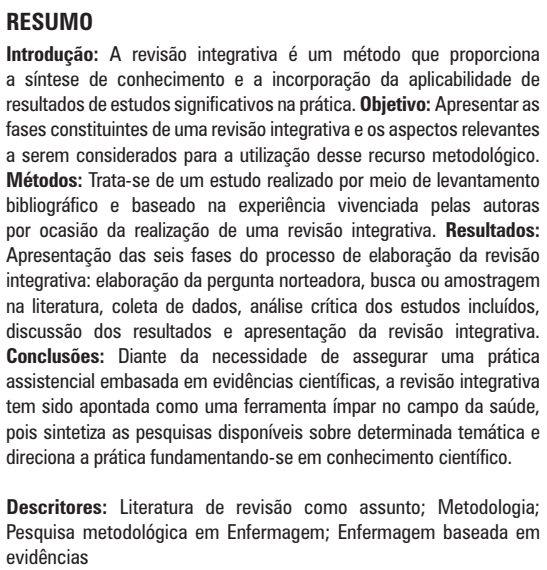 RESUMO
Introdução: A revisão integrativa é um método que proporciona
a síntese de conhecimento e a incorporação da aplicabilidade de
resultados de estudos significativos na prática. Objetivo: Apresentar as
fases constituintes de uma revisão integrativa e os aspectos relevantes
a serem considerados para a utilização desse recurso metodológico.
Métodos: Trata-se de um estudo realizado por meio de levantamento
bibliográfico e baseado na experiência vivenciada pelas autoras
por ocasião da realização de uma revisão integrativa. Resultados:
Apresentação das seis fases do processo de elaboração da revisão
integrativa: elaboração da pergunta norteadora, busca ou amostragem
na literatura, coleta de dados, análise crítica dos estudos incluídos,
discussão dos resultados e apresentação da revisão integrativa.
Conclusões: Diante da necessidade de assegurar uma prática
assistencial embasada em evidências científicas, a revisão integrativa
tem sido apontada como uma ferramenta ímpar no campo da saúde,
pois sintetiza as pesquisas disponíveis sobre determinada temática e
direciona a prática fundamentando-se em conhecimento científico.
Descritores: Literatura de revisão como assunto; Metodologia;
Pesquisa metodológica em Enfermagem; Enfermagem baseada em
evidências